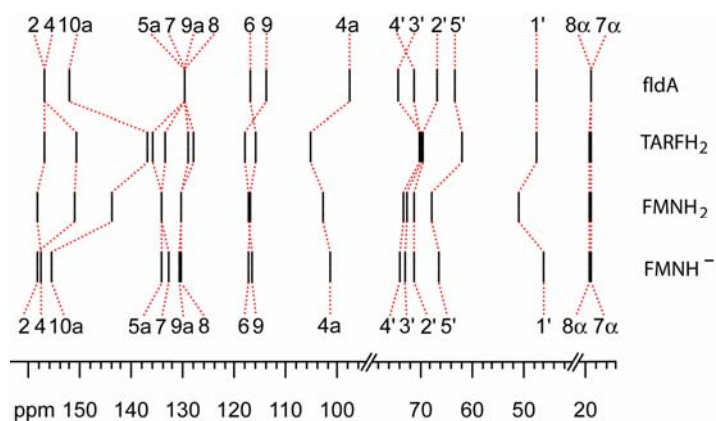 2 4 10a 5a 7 9a 8 6 9 4a 4' 3' 2' 5' 1' 8α 7α
fldA
TARFH2
FMNH2
FMNH−
2 4 10a 5a 7 9a 8 6 9 4a 4' 3' 2' 5' 1' 8α 7α
ppm 150 140 130 120 110 100 70 60 50 20